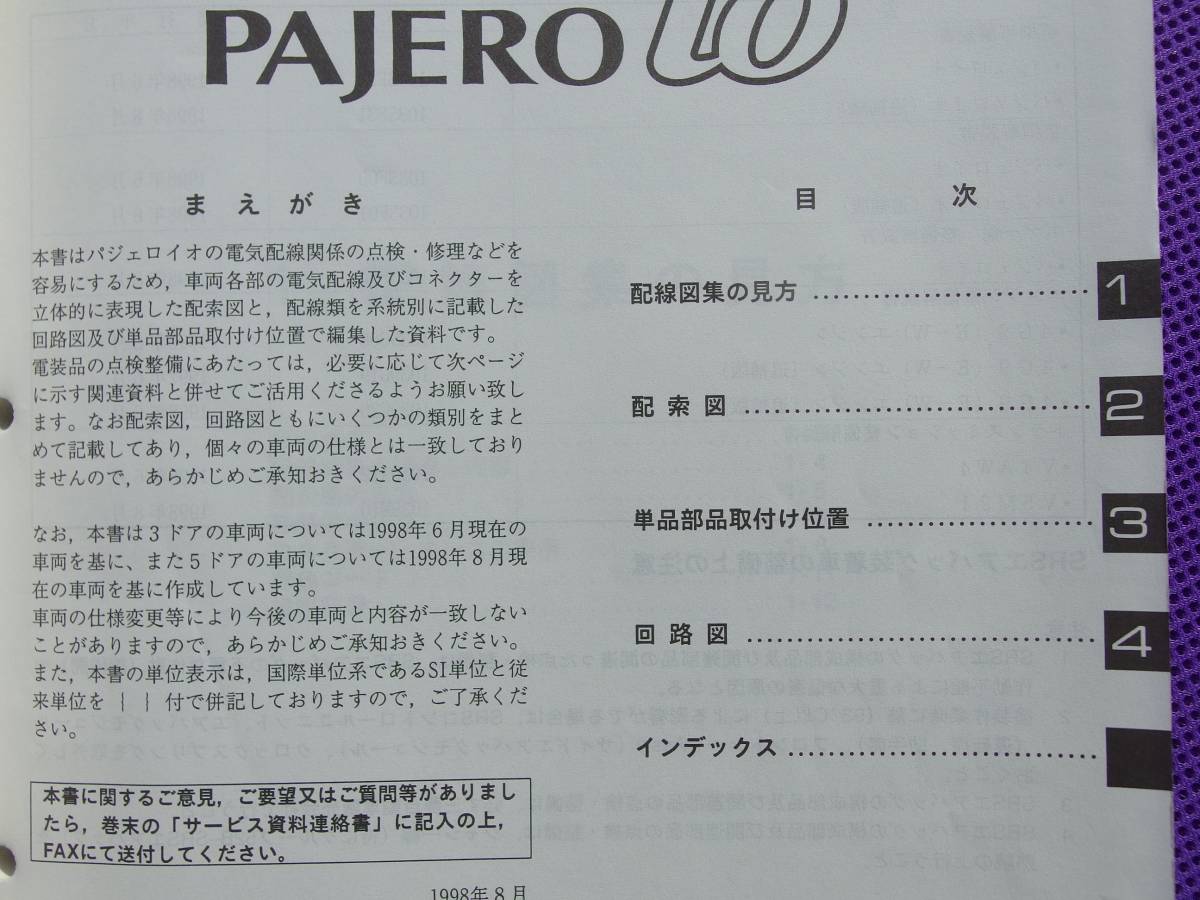 PAJERO io
まえがき
本書はパジェロイオの電気配線関係の点検・修理などを
容易にするため，車両各部の電気配線及びコネクターを
立体的に表現した配索図と，配線類を系統別に記載した
回路図及び単品部品取付け位置で編集した資料です。
電装品の点検整備にあたっては，必要に応じて次ページ
に示す関連資料と併せてご活用くださるようお願い致し
ます。なお配索図，回路図ともにいくつかの類別をまと
めて記載してあり，個々の車両の仕様とは一致しており
ませんので，あらかじめご承知おきください。
なお，本書は３ドアの車両については1998年６月現在の
車両を基に、また５ドアの車両については1998年８月現
在の車両を基に作成しています。
車両の仕様変更等により今後の車両と内容が一致しない
ことがありますので，あらかじめご承知おきください。
また，本書の単位表示は，国際単位系であるSI単位と従
来単位を｛｝付で併記しておりますので，ご了承くだ
さい。
本書に関するご意見，ご要望又はご質問等がありまし
たら，巻末の「サービス資料連絡書」に記入の上，
FAXにて送付してください。
1998年８月
目次
配線図集の見方 1
配索図 2
単品部品取付け位置 3
回路図 4
インデックス